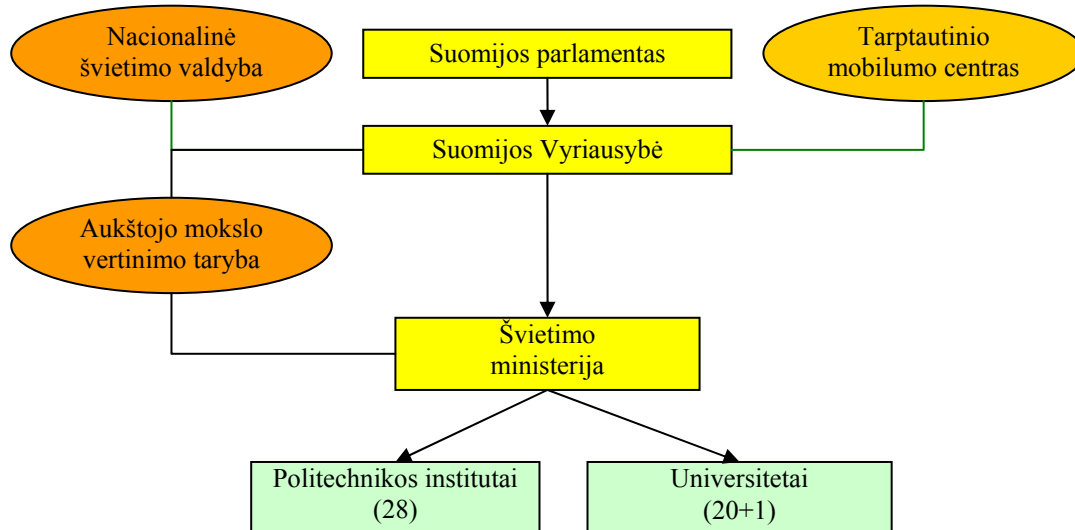 Nacionalinė
švietimo valdyba
Suomijos parlamentas
Tarptautinio
mobilumo centras
Suomijos Vyriausybė
Aukštojo mokslo
vertinimo taryba
Švietimo
ministerija
Politechnikos institutai
(28)
Universitetai
(20+1)